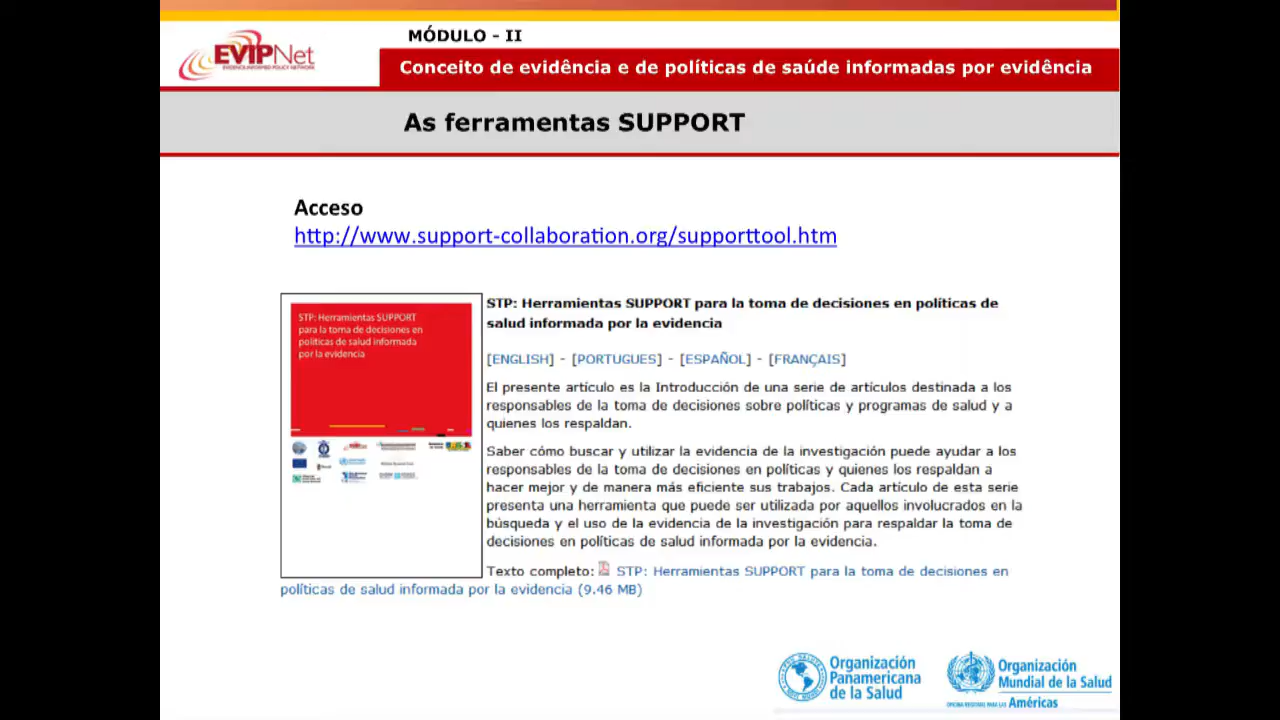 EVIPNet
EVIDENCE-INFORMED POLICY NETWORK
MÓDULO - II
Conceito de evidência e de políticas de saúde informadas por evidência
As ferramentas SUPPORT
Acceso
http://www.support-collaboration.org/supporttool.htm
STP: Herramientas SUPPORT
para la toma de decisiones en
políticas de salud informada
por la evidencia
STP: Herramientas SUPPORT para la toma de decisiones en políticas de
salud informada por la evidencia
[ENGLISH] - [PORTUGUES] - [ESPAÑOL] - [FRANÇAIS]
El presente artículo es la Introducción de una serie de artículos destinada a los
responsables de la toma de decisiones sobre políticas y programas de salud y a
quienes los respaldan.
Saber cómo buscar y utilizar la evidencia de la investigación puede ayudar a los
responsables de la toma de decisiones en políticas y quienes los respaldan a
hacer mejor y de manera más eficiente sus trabajos. Cada artículo de esta serie
presenta una herramienta que puede ser utilizada por aquellos involucrados en la
búsqueda y el uso de la evidencia de la investigación para respaldar la toma de
decisiones en políticas de salud informada por la evidencia.
Texto completo: STP: Herramientas SUPPORT para la toma de decisiones en
políticas de salud informada por la evidencia (9.46 MB)
Organización
Panamericana
de la Salud
Organización
Mundial de la Salud
OFICINA REGIONAL PARA LAS Américas